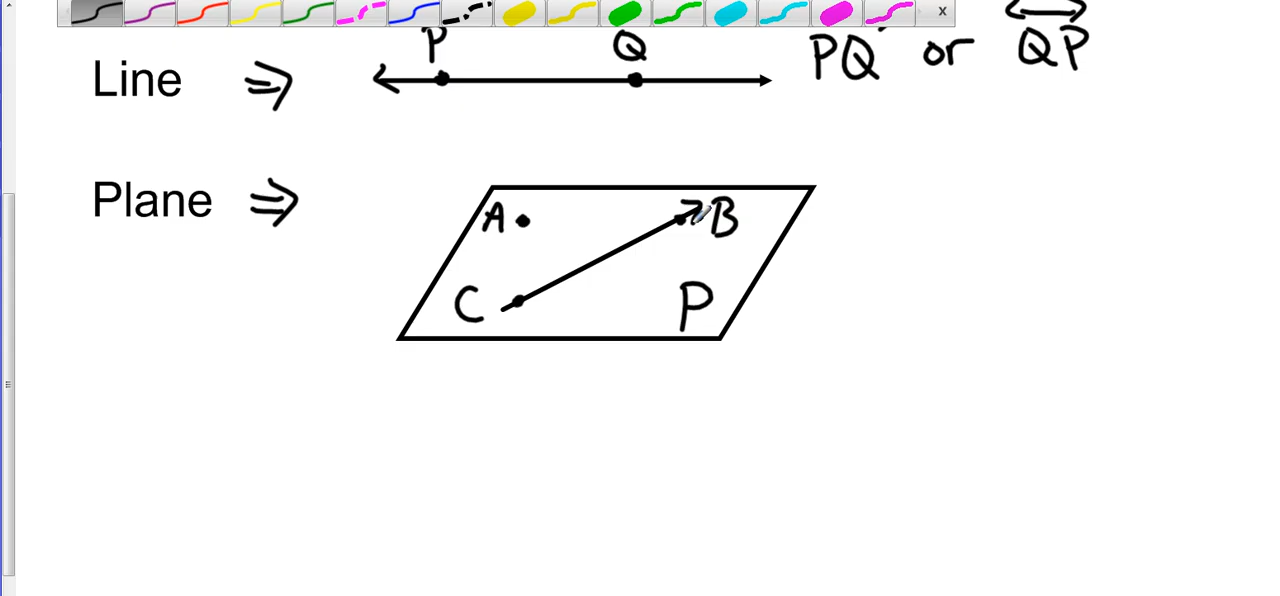 P Q PQ or QP
Line ⇒
Plane ⇒
A B
C P